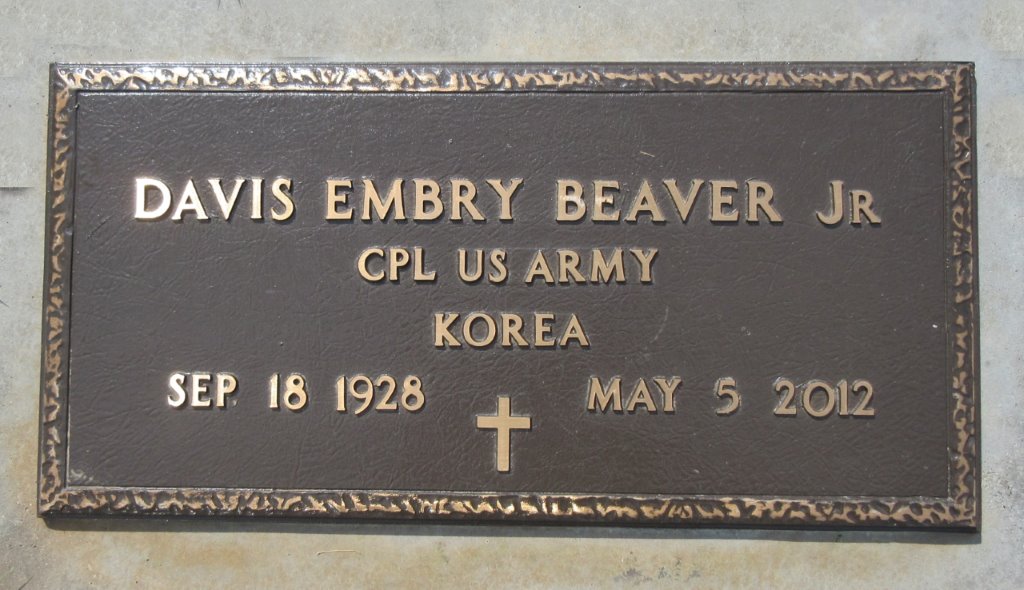 DAVIS EMBRY BEAVER JR
CPL US ARMY
KOREA
SEP 18 1928 MAY 5 2012